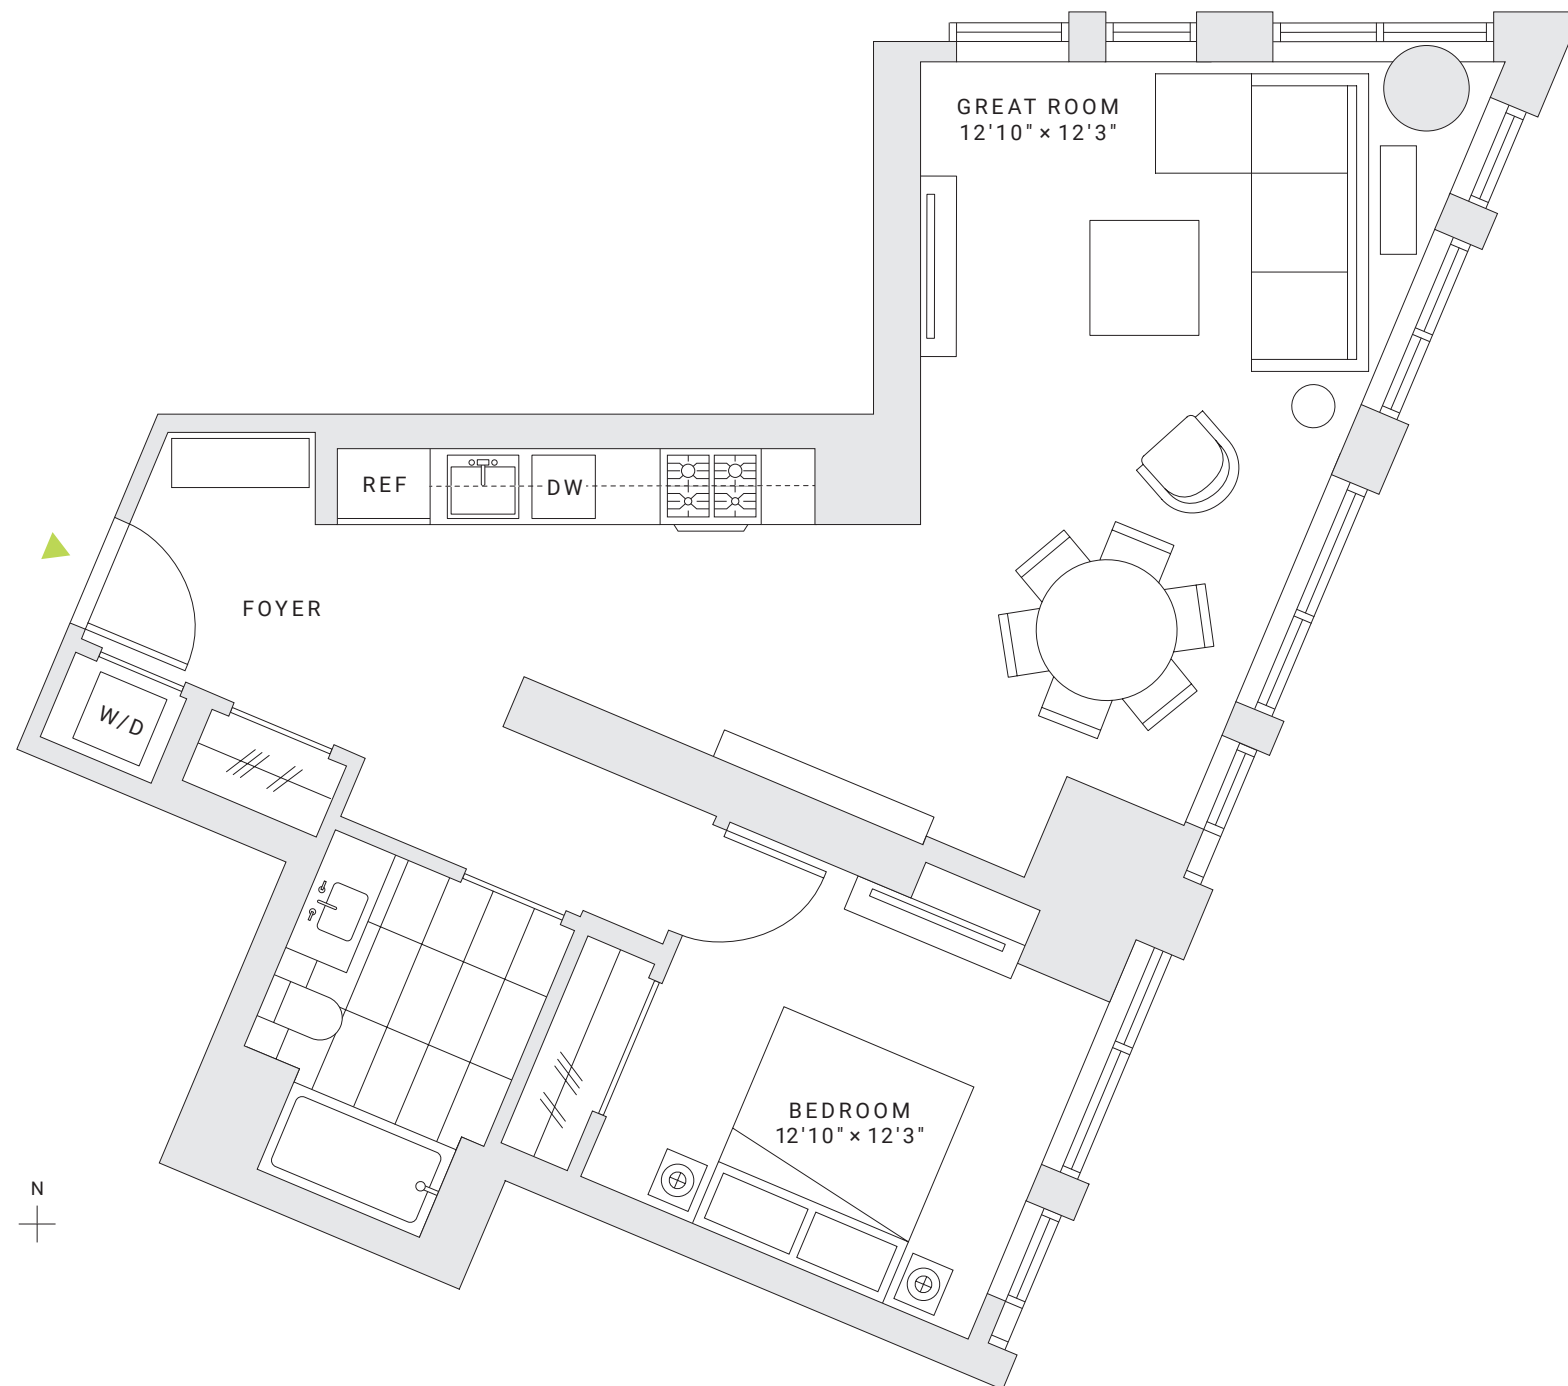 GREAT ROOM
12'10" × 12'3"
REF
DW
FOYER
W/D
BEDROOM
12'10" × 12'3"
N